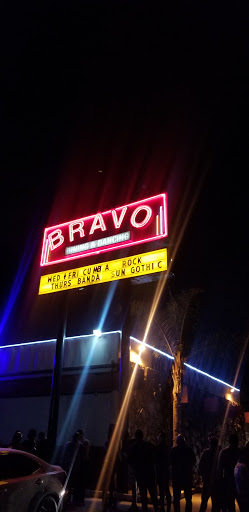 BRAVO
DINING & DANCING
WED & FRI CUMBIA ROCK
THURS BANDA SUN GOTHIC